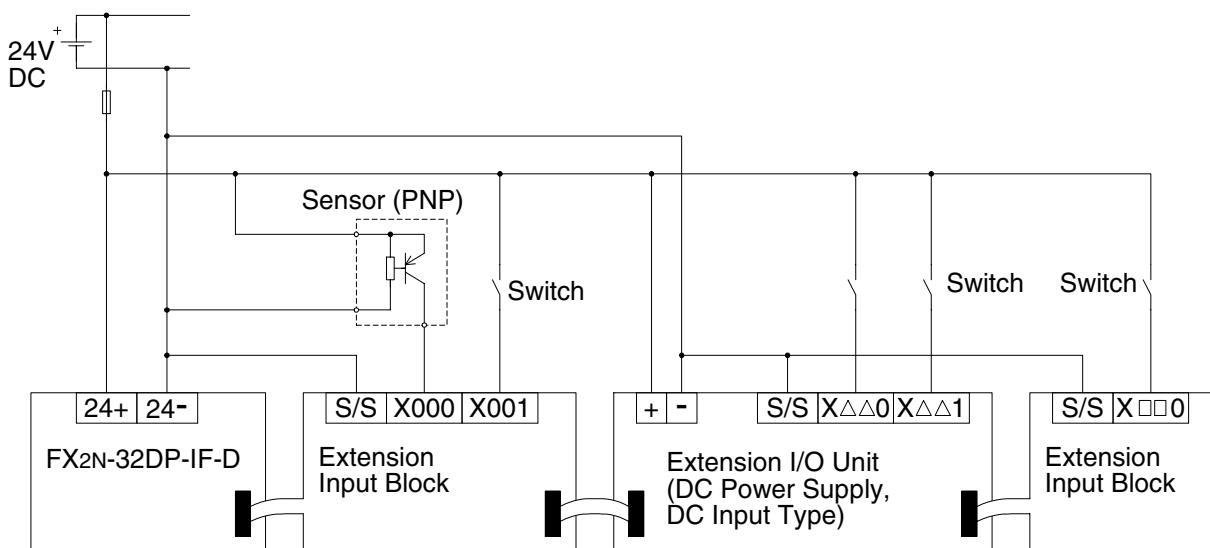 +
24V
DC
Sensor (PNP)
Switch
Switch
Switch
24+ 24-
S/S X000 X001
+ -
S/S X△△0 X△△1
S/S X□□0
FX2N-32DP-IF-D
Extension
Input Block
Extension I/O Unit
(DC Power Supply,
DC Input Type)
Extension
Input Block